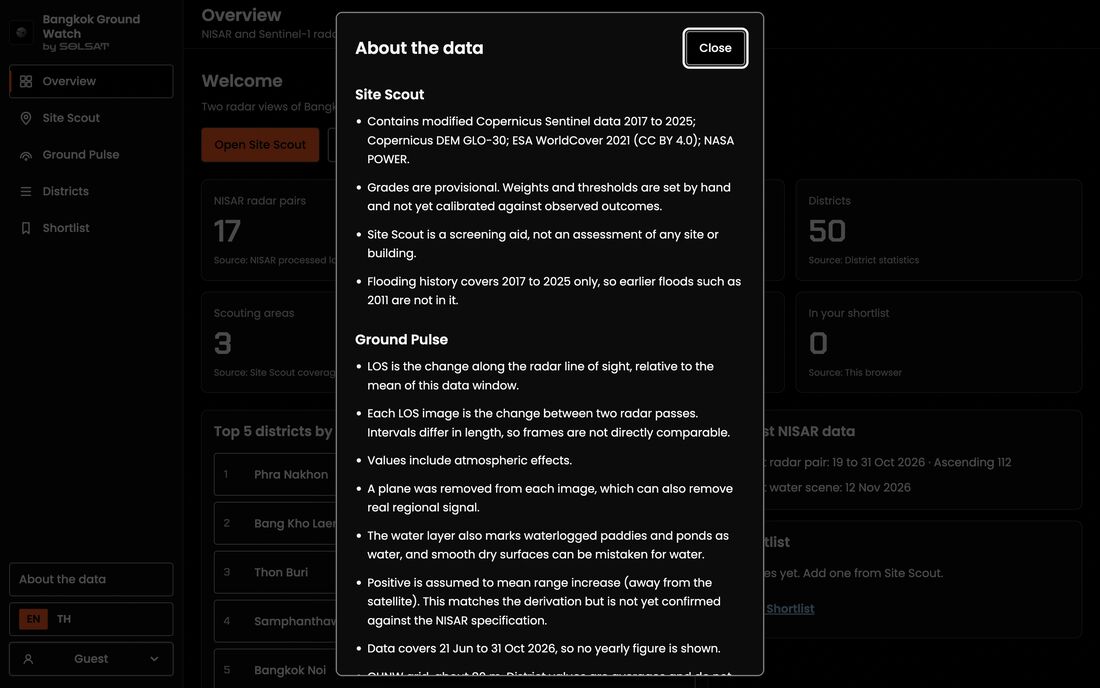 Bangkok Ground
Watch
by SOLSAT
Overview
Site Scout
Ground Pulse
Districts
Shortlist
About the data
EN TH
Guest
Overview
NISAR and Sentinel-1
Welcome
Two radar views of
Open Site Scout
NISAR radar pairs
17
Source: NISAR processed
Districts
50
Source: District statistics
Scouting areas
3
Source: Site Scout
In your shortlist
0
Source: This browser
Top 5 districts by
1 Phra Nakhon
2 Bang Kho
3 Thon Buri
4
5 Bangkok Noi
NISAR data
radar pair: 19 to 31 Oct 2026 · Ascending 112
water scene: 12 Nov 2026
yet. Add one from Site Scout.
Shortlist
About the data
Close
Site Scout
• Contains modified Copernicus Sentinel data 2017 to 2025;
Copernicus DEM GLO-30; ESA WorldCover 2021 (CC BY 4.0); NASA
POWER.
• Grades are provisional. Weights and thresholds are set by hand
and not yet calibrated against observed outcomes.
• Site Scout is a screening aid, not an assessment of any site or
building.
• Flooding history covers 2017 to 2025 only, so earlier floods such as
2011 are not in it.
Ground Pulse
• LOS is the change along the radar line of sight, relative to the
mean of this data window.
• Each LOS image is the change between two radar passes.
Intervals differ in length, so frames are not directly comparable.
• Values include atmospheric effects.
• A plane was removed from each image, which can also remove
real regional signal.
• The water layer also marks waterlogged paddies and ponds as
water, and smooth dry surfaces can be mistaken for water.
• Positive is assumed to mean range increase (away from the
satellite). This matches the derivation but is not yet confirmed
against the NISAR specification.
• Data covers 21 Jun to 31 Oct 2026, so no yearly figure is shown.